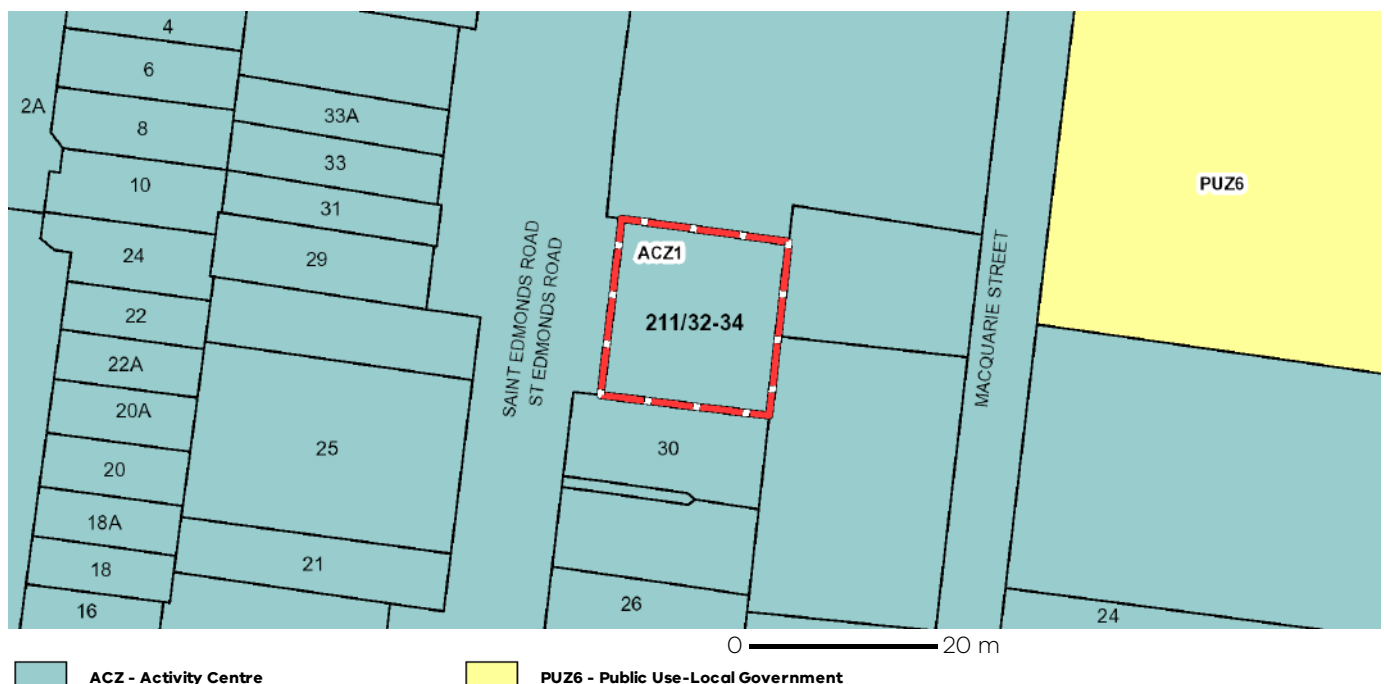 4
6
2A
8
10
24
22
22A
20A
20
18A
18
16
33A
33
31
29
25
21
SAINT EDMONDS ROAD
ST EDMONDS ROAD
ACZ1
211/32-34
30
26
MACQUARIE STREET
PUZ6
24
0 20 m
ACZ - Activity Centre
PUZ6 - Public Use-Local Government